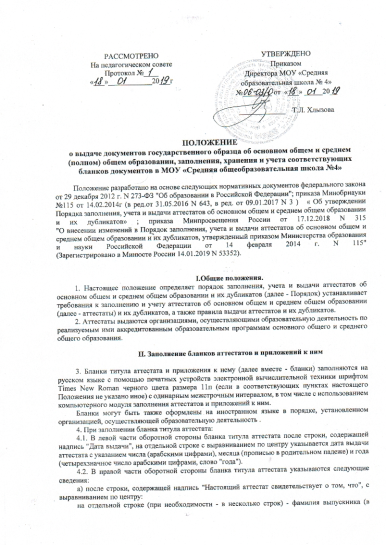 РАССМОТРЕНО
На педагогическом совете
Протокол № 1
«18» 01 2019 г
УТВЕРЖДЕНО
Приказом
Директора МОУ «Средняя
образовательная школа № 4»
от «18» 01 2019
Т.Л. Хлызова
ПОЛОЖЕНИЕ
о выдаче документов государственного образца об основном общем и среднем
(полном) общем образовании, заполнения, хранения и учета соответствующих
бланков документов в МОУ «Средняя общеобразовательная школа №4»
Положение разработано на основе следующих нормативных документов федерального закона
от 29 декабря 2012 г. N 273-ФЗ "Об образовании в Российской Федерации"; приказа Минобрнауки
№115 от 14.02.2014г (в ред.от 31.05.2016 N 643, в ред. от 09.01.2017 N 3 ) « Об утверждении
Порядка заполнения, учета и выдачи аттестатов об основном общем и среднем общем образовании
и их дубликатов» ; приказа Минпросвещения России от 17.12.2018 N 315
"О внесении изменений в Порядок заполнения, учета и выдачи аттестатов об основном общем и
среднем общем образовании и их дубликатов, утвержденный приказом Министерства образования
и науки Российской Федерации от 14 февраля 2014 г. N 115"
(Зарегистрировано в Минюсте России 14.01.2019 N 53352).
I.Общие положения.
1. Настоящее положение определяет порядок заполнения, учета и выдачи аттестатов об
основном общем и среднем общем образовании и их дубликатов (далее - Порядок) устанавливает
требования к заполнению и учету аттестатов об основном общем и среднем общем образовании
(далее - аттестаты) и их дубликатов, а также правила выдачи аттестатов и их дубликатов.
2. Аттестаты выдаются организациями, осуществляющими образовательную деятельность по
реализуемым ими аккредитованным образовательным программам основного общего и среднего
общего образования.
II. Заполнение бланков аттестатов и приложений к ним
3. Бланки титула аттестата и приложения к нему (далее вместе - бланки) заполняются на
русском языке с помощью печатных устройств электронной вычислительной техники шрифтом
Times New Roman черного цвета размера 11п (если в соответствующих пунктах настоящего
Положения не указано иное) с одинарным межстрочным интервалом, в том числе с использованием
компьютерного модуля заполнения аттестатов и приложений к ним.
Бланки могут быть также оформлены на иностранном языке в порядке, установленном
организацией, осуществляющей образовательную деятельность .
4. При заполнении бланка титула аттестата:
4.1. В левой части оборотной стороны бланка титула аттестата после строки, содержащей
надпись "Дата выдачи", на отдельной строке с выравниванием по центру указывается дата выдачи
аттестата с указанием числа (арабскими цифрами), месяца (прописью в родительном падеже) и года
(четырехзначное число арабскими цифрами, слово "года").
4.2. В правой части оборотной стороны бланка титула аттестата указываются следующие
сведения:
а) после строки, содержащей надпись "Настоящий аттестат свидетельствует о том, что", с
выравниванием по центру:
на отдельной строке (при необходимости - в несколько строк) - фамилия выпускника (в